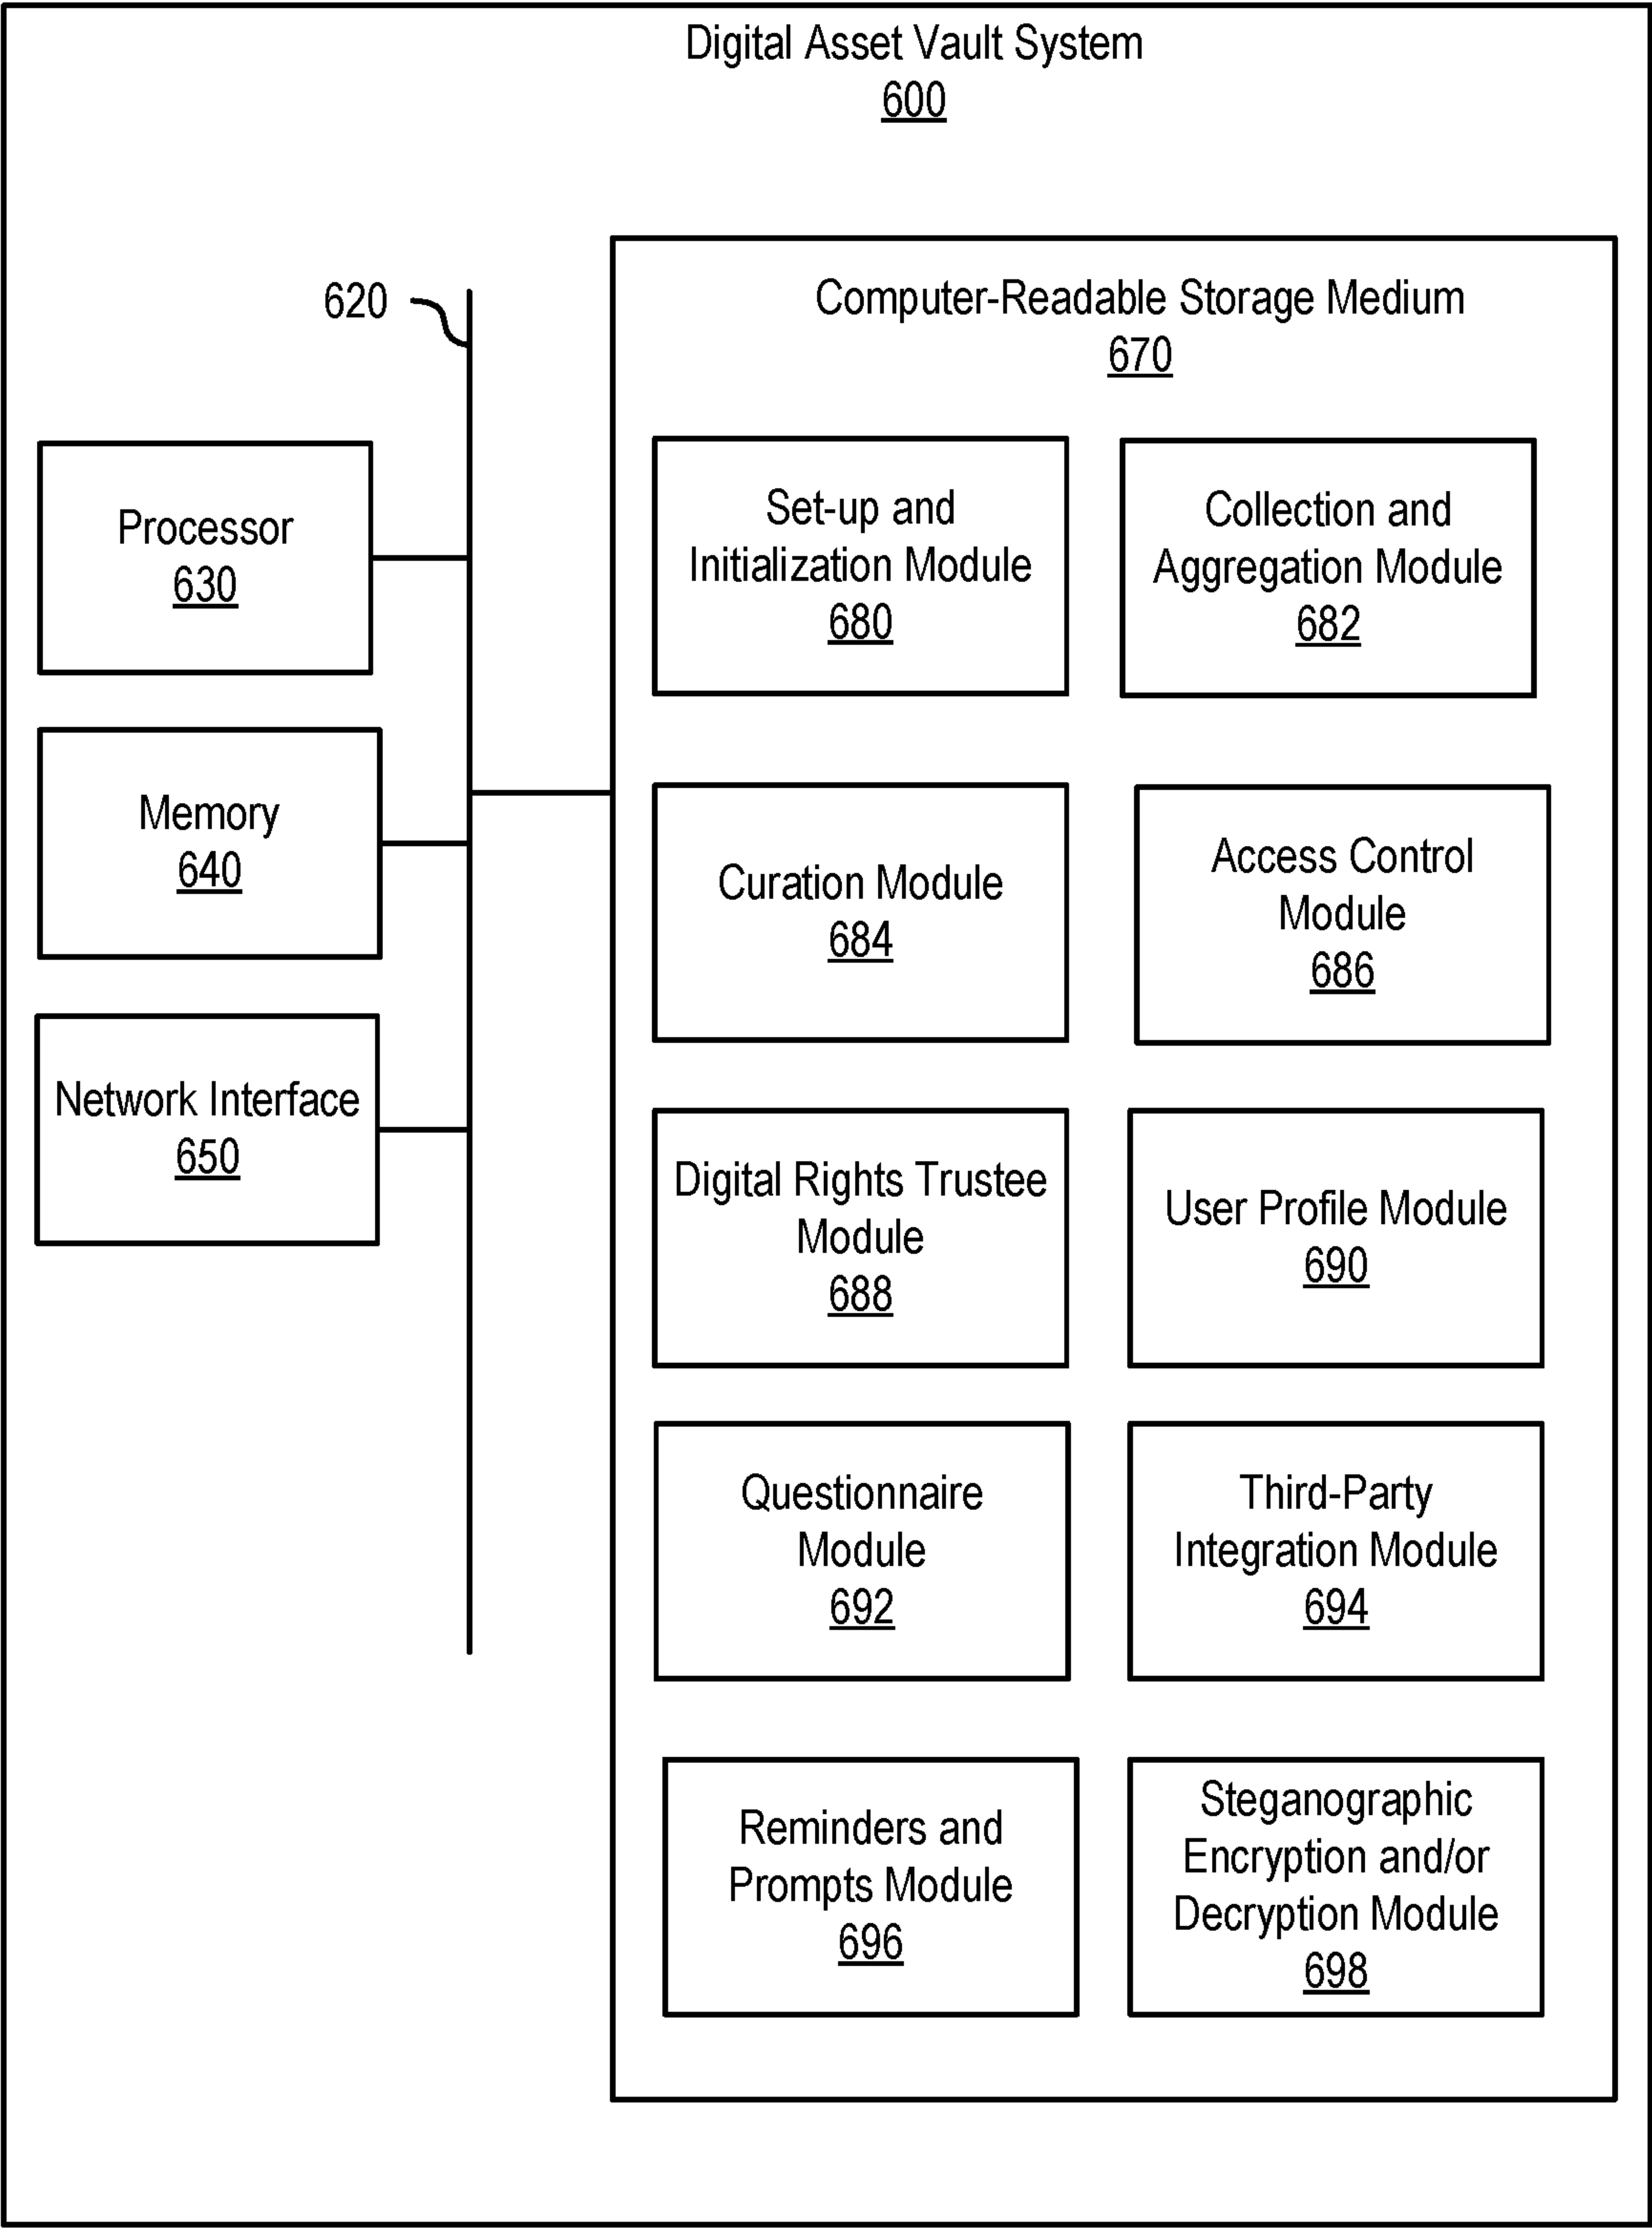 Digital Asset Vault System
600
620
Processor
630
Memory
640
Network Interface
650
Computer-Readable Storage Medium
670
Set-up and
Initialization Module
680
Collection and
Aggregation Module
682
Curation Module
684
Access Control
Module
686
Digital Rights Trustee
Module
688
User Profile Module
690
Questionnaire
Module
692
Third-Party
Integration Module
694
Reminders and
Prompts Module
696
Steganographic
Encryption and/or
Decryption Module
698